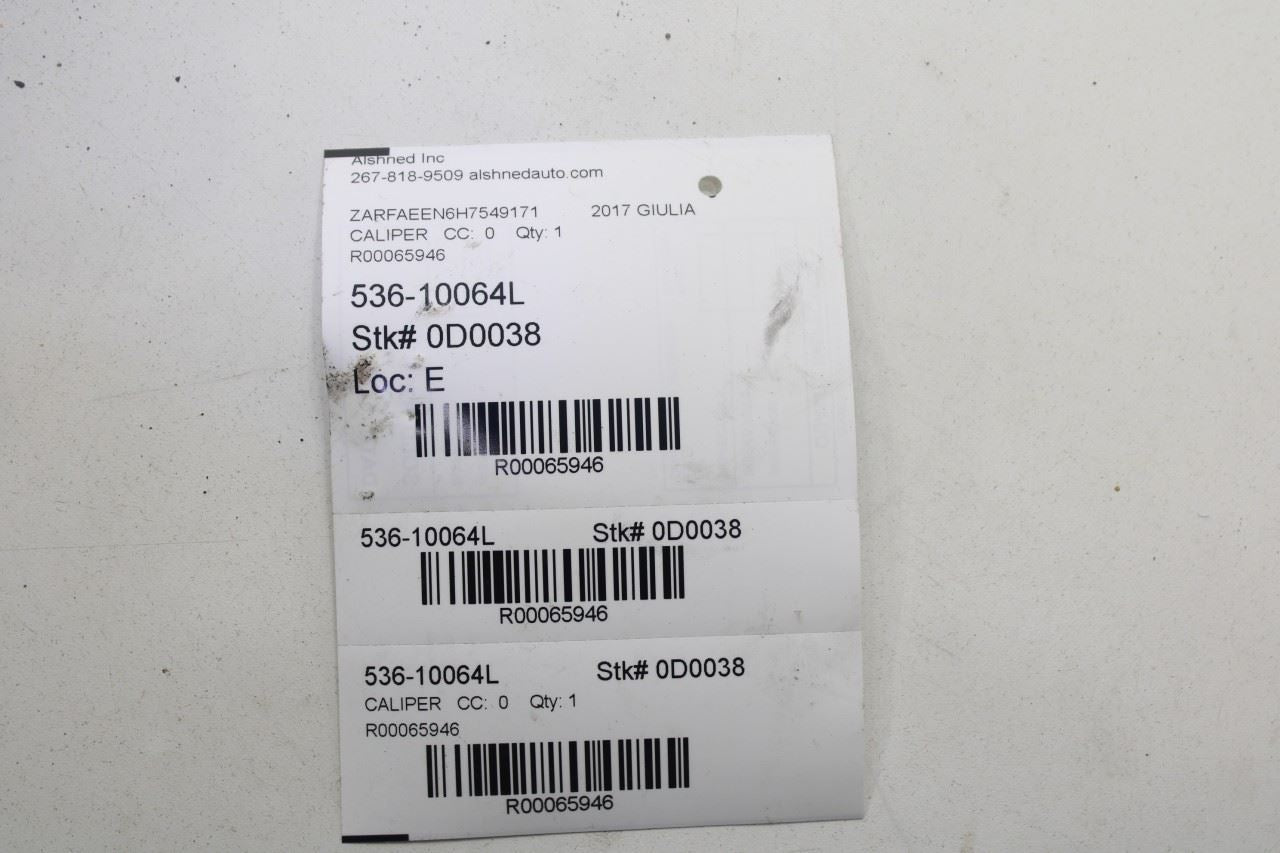 Alshned Inc
267-818-9509 alshnedauto.com
ZARFAEEN6H7549171 2017 GIULIA
CALIPER CC: 0 Qty: 1
R00065946
536-10064L
Stk# 0D0038
Loc: E
R00065946
536-10064L Stk# 0D0038
R00065946
536-10064L Stk# 0D0038
CALIPER CC: 0 Qty: 1
R00065946
R00065946